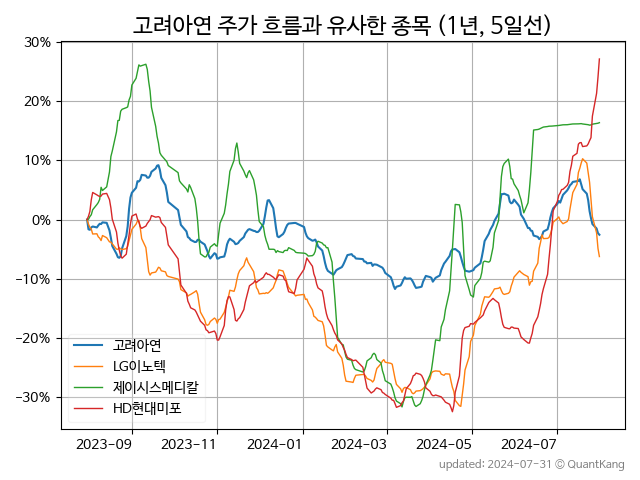 고려아연 주가 흐름과 유사한 종목 (1년, 5일선)
30%
20%
10%
0%
−10%
−20%
−30%
고려아연
LG이노텍
제이시스메디칼
HD현대미포
2023−09 2023−11 2024−01 2024−03 2024−05 2024−07
updated: 2024-07-31 © QuantKang